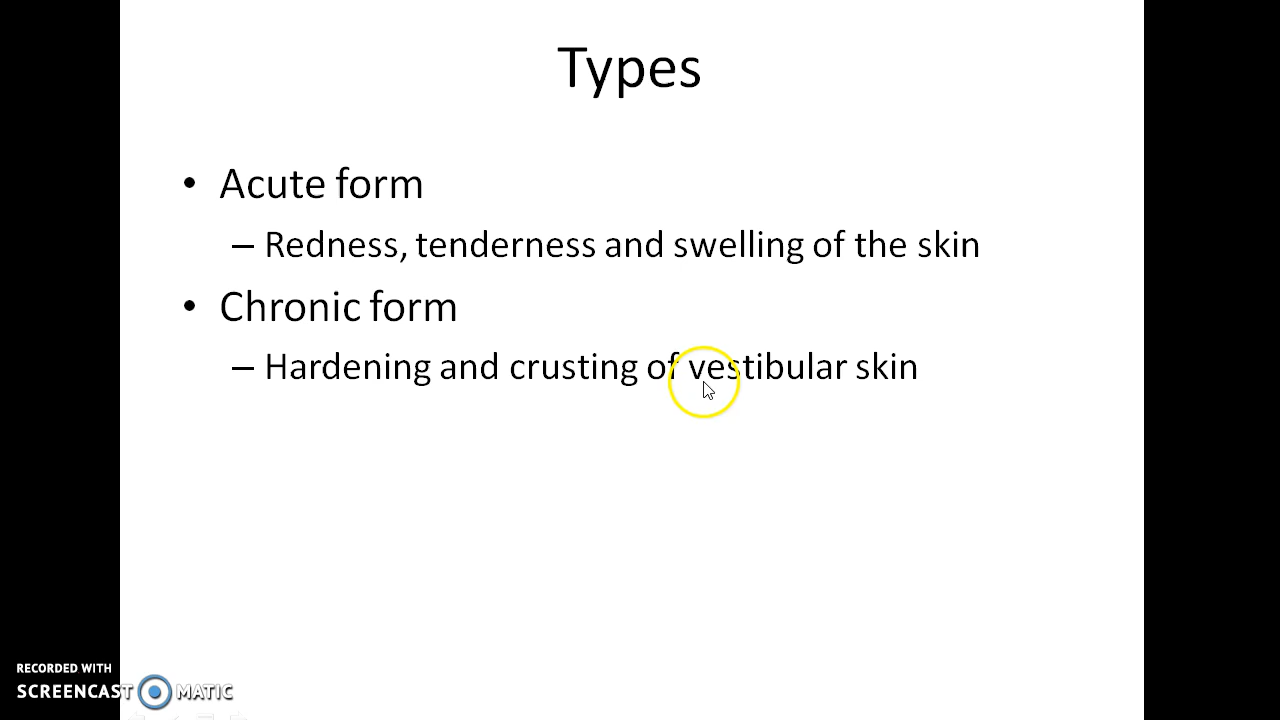 Types
• Acute form
– Redness, tenderness and swelling of the skin
• Chronic form
– Hardening and crusting of vestibular skin
RECORDED WITH
SCREENCAST MATIC